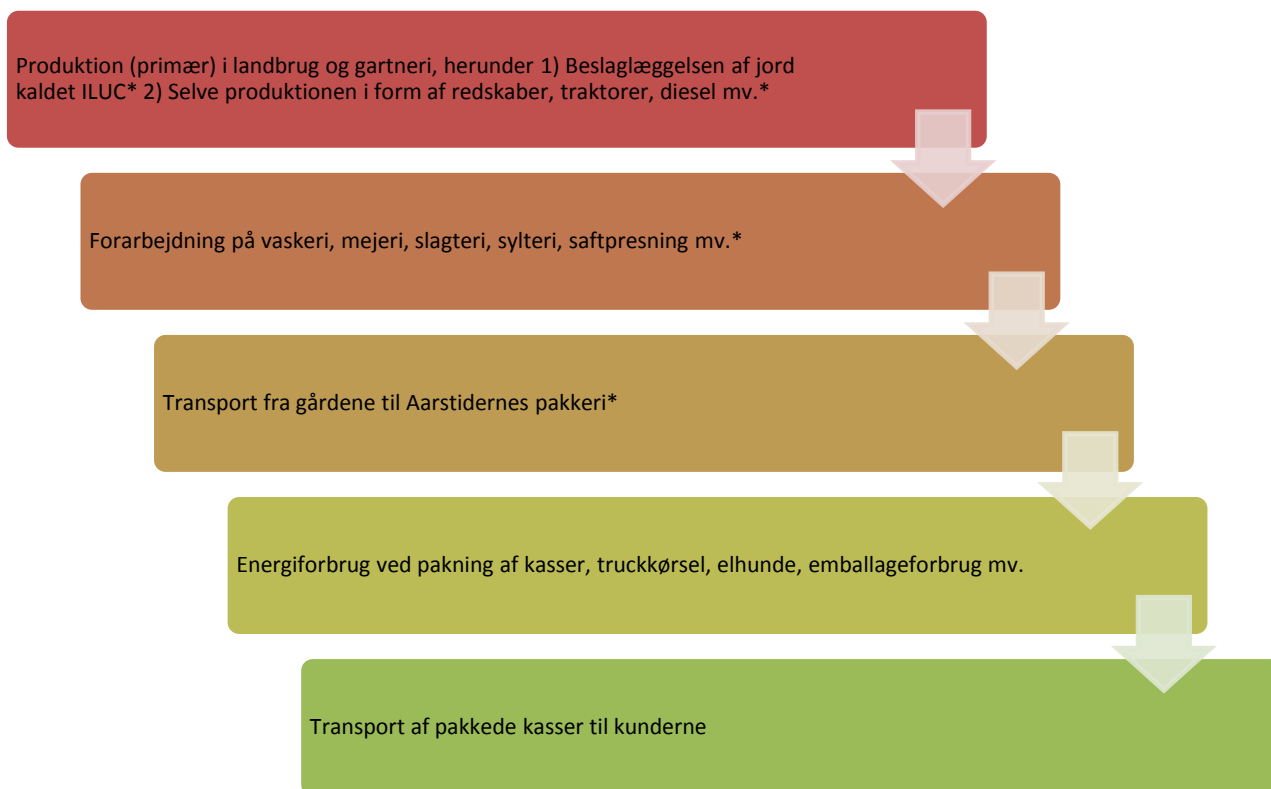 Produktion (primær) i landbrug og gartneri, herunder 1) Beslaglæggelsen af jord
kaldet ILUC* 2) Selve produktionen i form af redskaber, traktorer, diesel mv.*
Forarbejdning på vaskeri, mejeri, slagteri, sylteri, saftpresning mv.*
Transport fra gårdene til Aarstidernes pakkeri*
Energiforbrug ved pakning af kasser, truckkørsel, elhunde, emballageforbrug mv.
Transport af pakkede kasser til kunderne